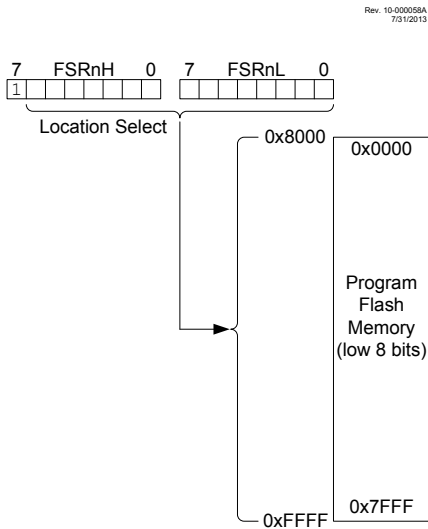 Rev. 10-000058A
7/31/2013
7 FSRnH 0 7 FSRnL 0
1
Location Select
0x8000
0x0000
Program
Flash
Memory
(low 8 bits)
0x7FFF
0xFFFF